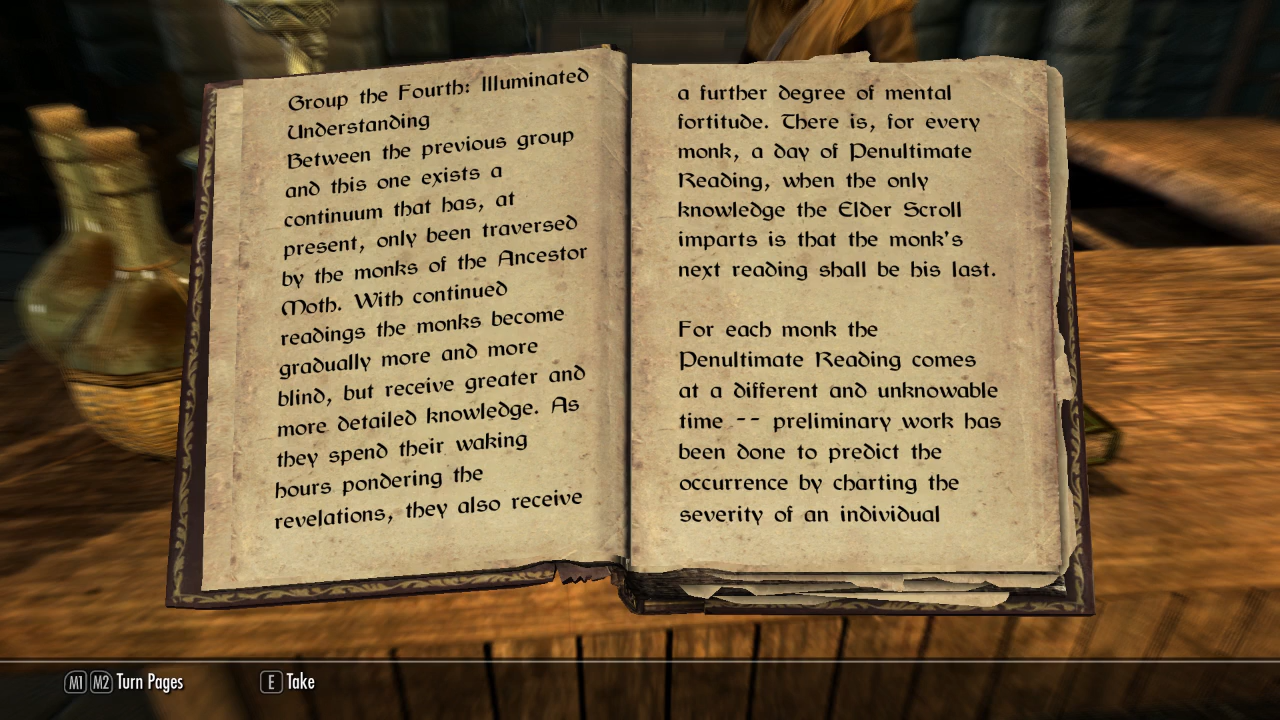 Group the Fourth: Illuminated
Understanding
Between the previous group
and this one exists a
continuum that has, at
present, only been traversed
by the monks of the Ancestor
Moth. With continued
readings the monks become
gradually more and more
blind, but receive greater and
more detailed knowledge. As
they spend their waking
hours pondering the
revelations, they also receive
a further degree of mental
fortitude. There is, for every
monk, a day of Penultimate
Reading, when the only
knowledge the Elder Scroll
imparts is that the monk's
next reading shall be his last.
For each monk the
Penultimate Reading comes
at a different and unknowable
time -- preliminary work has
been done to predict the
occurrence by charting the
severity of an individual
M1 M2 Turn Pages
E Take